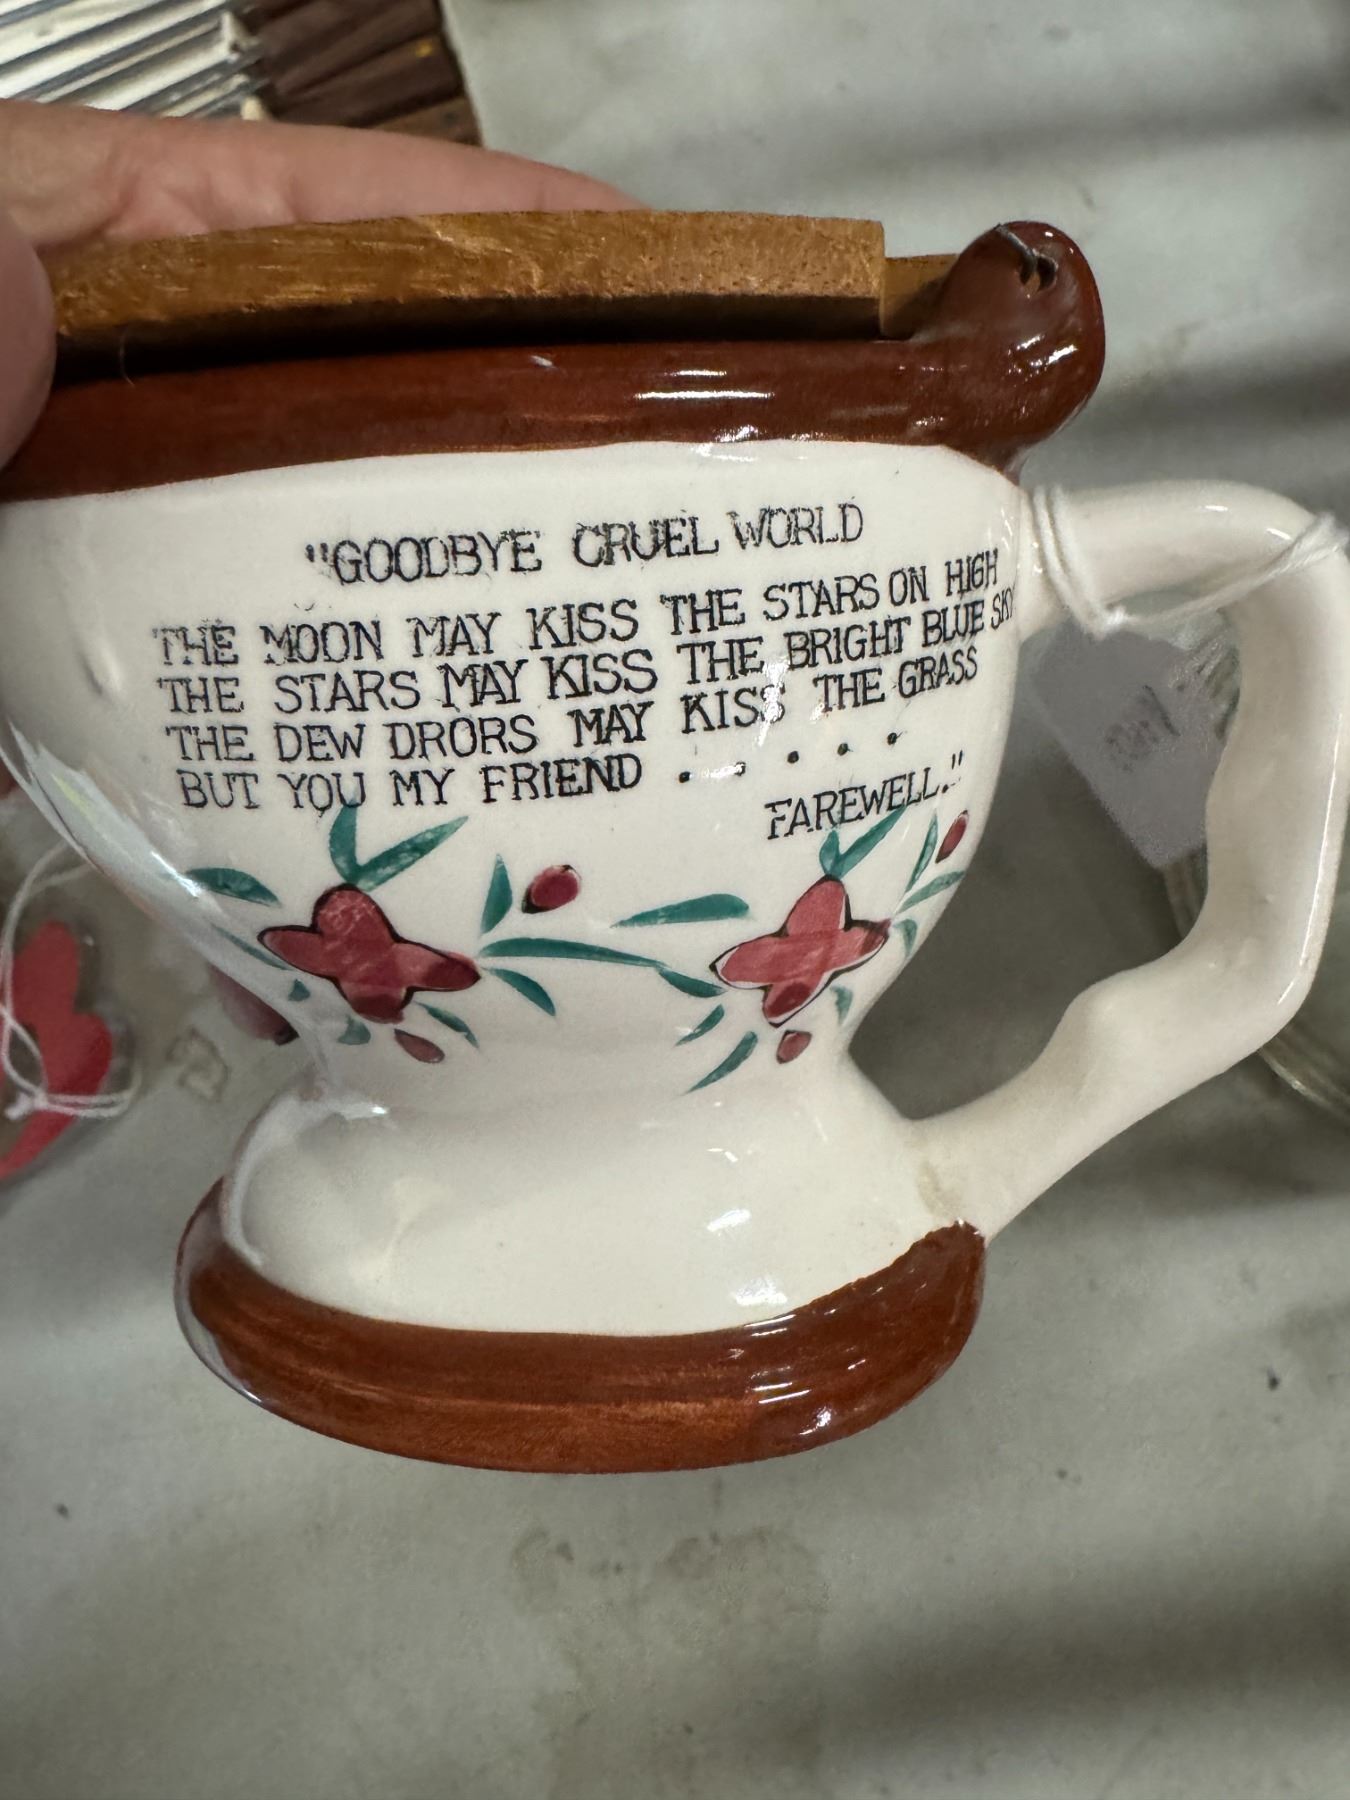 "GOODBYE CRUEL WORLD
THE MOON MAY KISS THE STARS ON HIGH
THE STARS MAY KISS THE BRIGHT BLUE SKY
THE DEW DRORS MAY KISS THE GRASS
BUT YOU MY FRIEND . . . . .
FAREWELL."